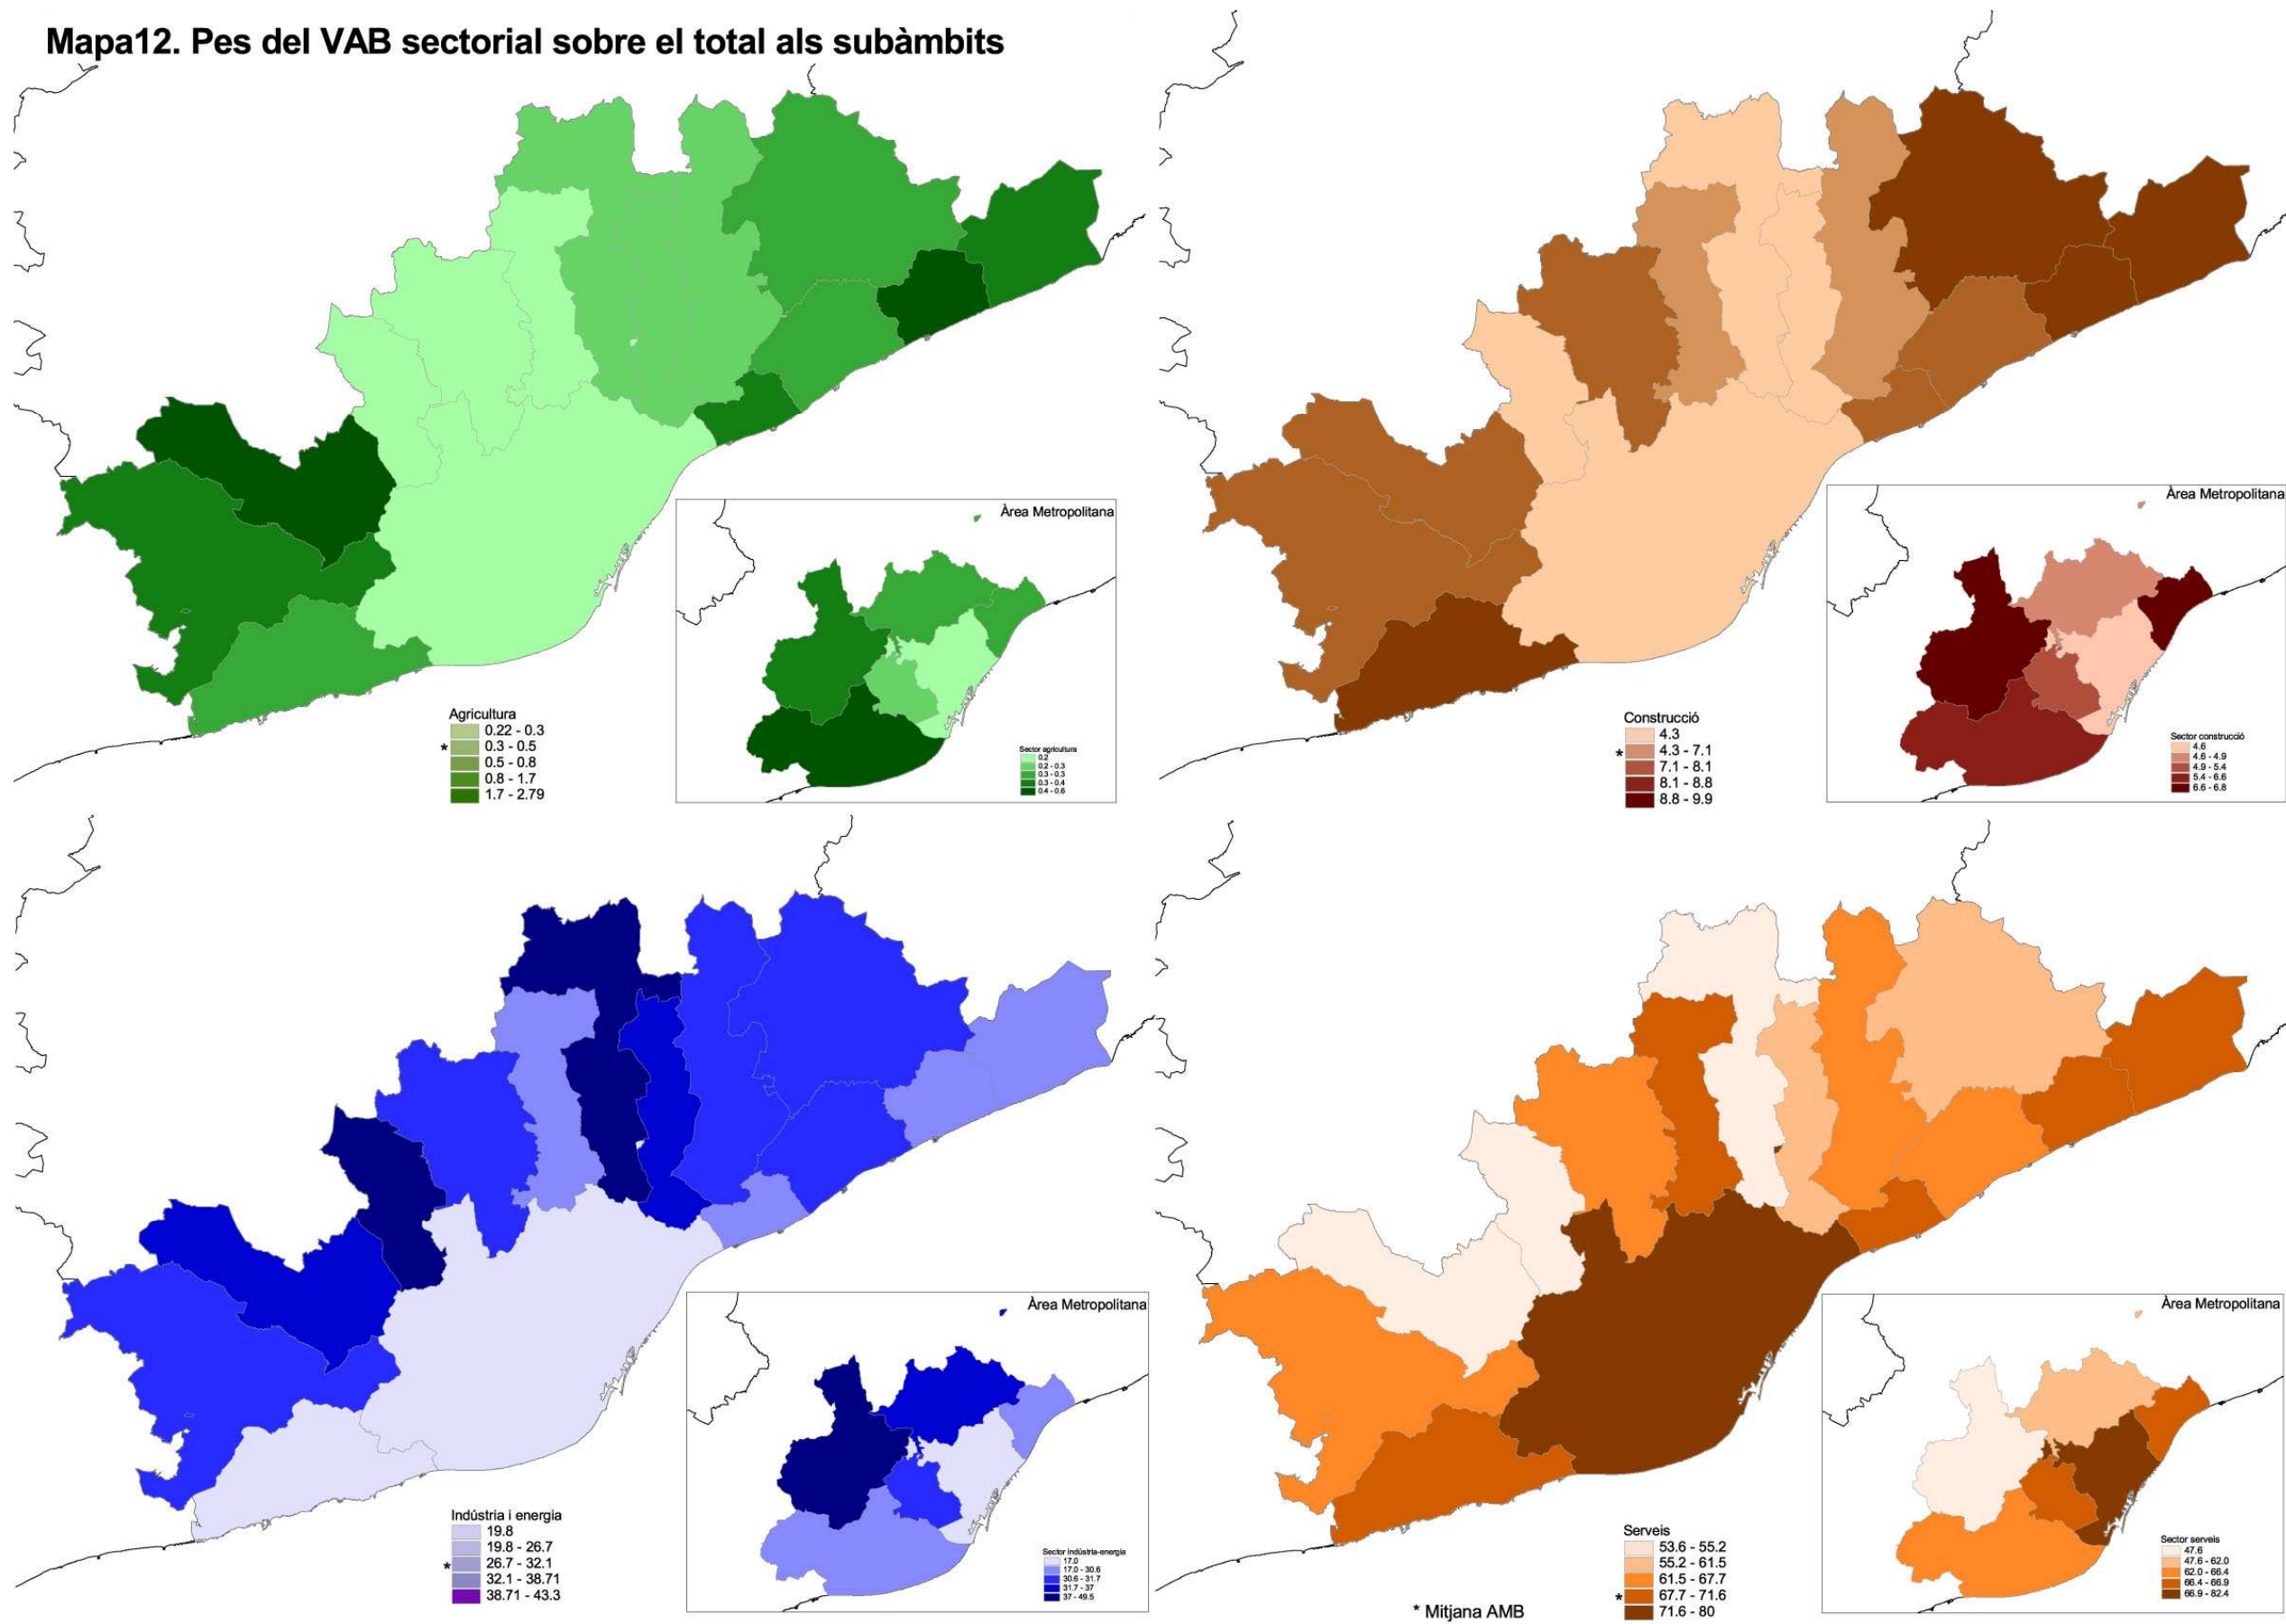 Mapa12. Pes del VAB sectorial sobre el total als subàmbits
Àrea Metropolitana
Agricultura
0.22 - 0.3
* 0.3 - 0.5
0.5 - 0.8
0.8 - 1.7
1.7 - 2.79
Sector agricultura
0.2
0.2 - 0.3
0.3 - 0.3
0.3 - 0.4
0.4 - 0.6
Àrea Metropolitana
Construcció
4.3
* 4.3 - 7.1
7.1 - 8.1
8.1 - 8.8
8.8 - 9.9
Sector construcció
4.6
4.6 - 4.9
4.9 - 5.4
5.4 - 6.6
6.6 - 6.8
Àrea Metropolitana
Indústria i energia
19.8
19.8 - 26.7
* 26.7 - 32.1
32.1 - 38.71
38.71 - 43.3
Sector indústria-energia
17.0
17.0 - 30.6
30.6 - 31.7
31.7 - 37
37 - 49.5
Àrea Metropolitana
Serveis
53.6 - 55.2
55.2 - 61.5
61.5 - 67.7
* 67.7 - 71.6
71.6 - 80
Sector serveis
47.6
47.6 - 62.0
62.0 - 66.4
66.4 - 66.9
66.9 - 82.4
* Mitjana AMB